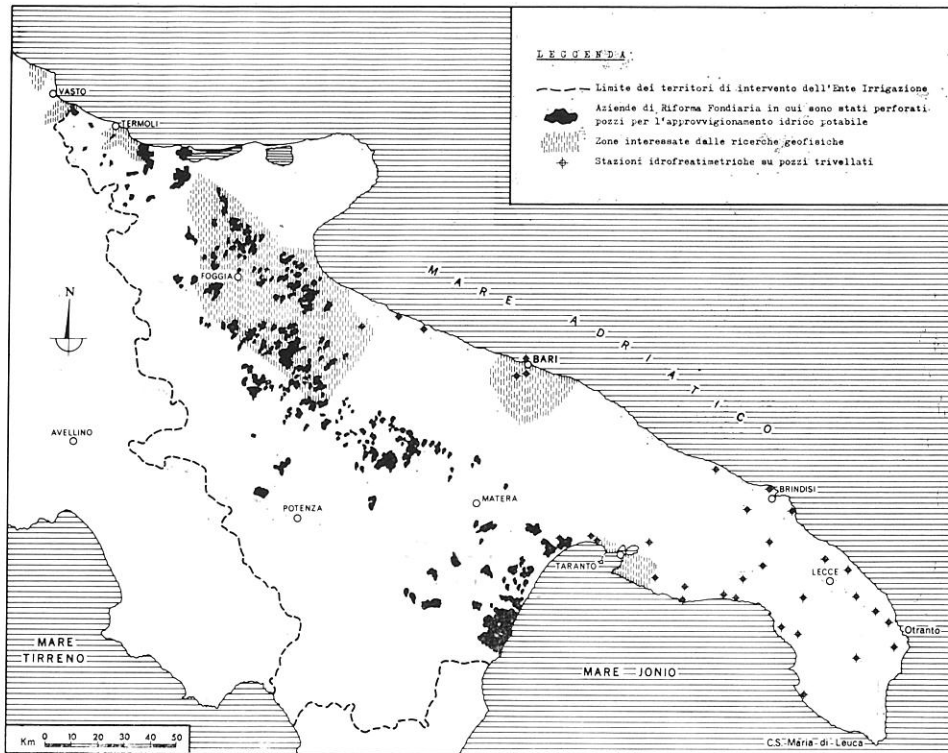 LEGGENDA
Limite dei territori di intervento dell'Ente Irrigazione
Aziende di Riforma Fondiaria in cui sono stati perforati
pozzi per l'approvvigionamento idrico potabile
Zone interessate dalle ricerche geofisiche
Stazioni idrofreatimetriche su pozzi trivellati
VASTO
TERMOLI
FOGGIA
MARE ADRIATICO
N
BARI
AVELLINO
MATERA
BRINDISI
POTENZA
TARANTO
LECCE
Otranto
MARE
TIRRENO
MARE JONIO
Km 0 10 20 30 40 50
C.S. Maria di Leuca